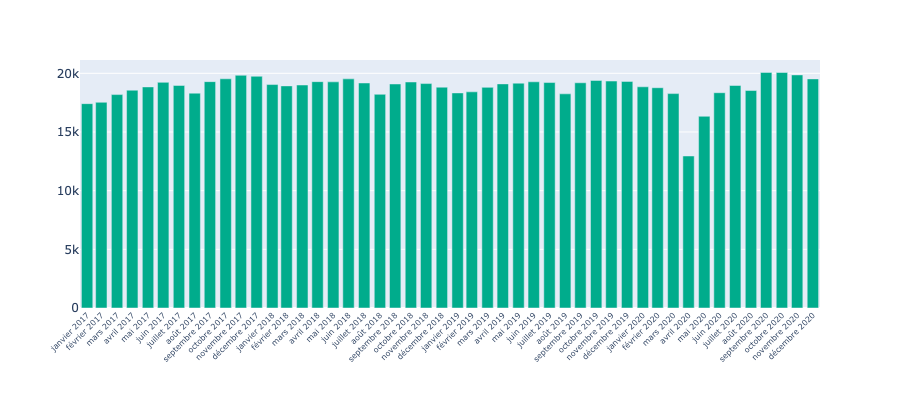 20k
15k
10k
5k
0
janvier 2017
février 2017
mars 2017
avril 2017
mai 2017
juin 2017
juillet 2017
août 2017
septembre 2017
octobre 2017
novembre 2017
décembre 2017
janvier 2018
février 2018
mars 2018
avril 2018
mai 2018
juin 2018
juillet 2018
août 2018
septembre 2018
octobre 2018
novembre 2018
décembre 2018
janvier 2019
février 2019
mars 2019
avril 2019
mai 2019
juin 2019
juillet 2019
août 2019
septembre 2019
octobre 2019
novembre 2019
décembre 2019
janvier 2020
février 2020
mars 2020
avril 2020
mai 2020
juin 2020
juillet 2020
août 2020
septembre 2020
octobre 2020
novembre 2020
décembre 2020